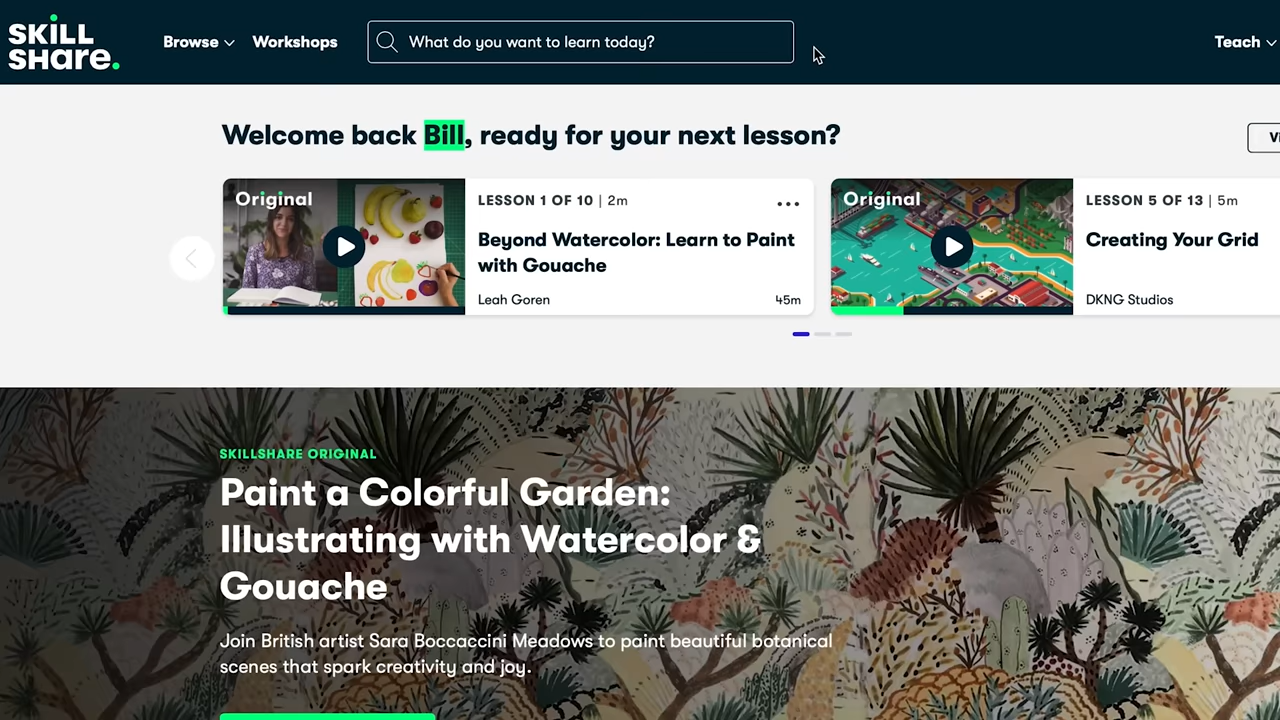 SKiLL
SHare.
Browse
Workshops
What do you want to learn today?
Teach
Welcome back Bill, ready for your next lesson?
Original
LESSON 1 OF 10 | 2m
Beyond Watercolor: Learn to Paint
with Gouache
Leah Goren
45m
Original
LESSON 5 OF 13 | 5m
Creating Your Grid
DKNG Studios
SKILLSHARE ORIGINAL
Paint a Colorful Garden:
Illustrating with Watercolor &
Gouache
Join British artist Sara Boccaccini Meadows to paint beautiful botanical
scenes that spark creativity and joy.